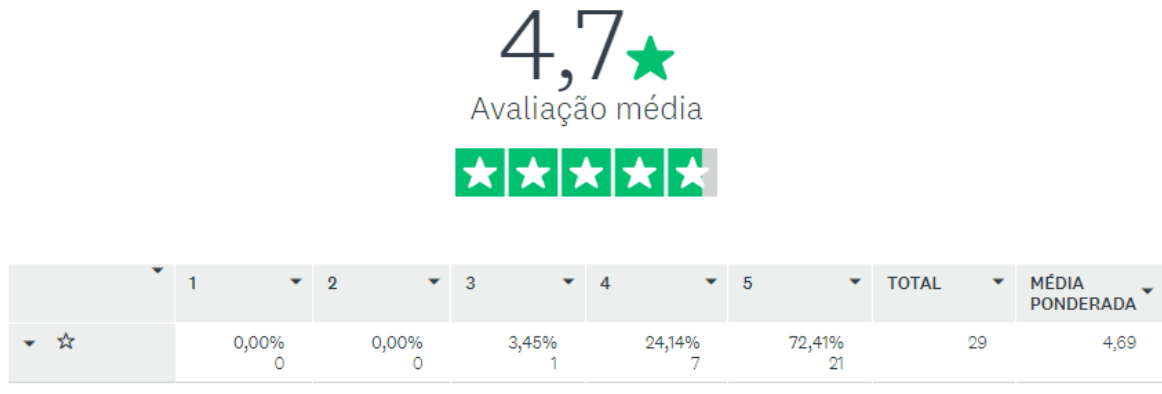 4,7
Avaliação média
1 2 3 4 5 TOTAL MÉDIA PONDERADA
0,00% 0,00% 3,45% 24,14% 72,41% 29 4,69
0 0 1 7 21